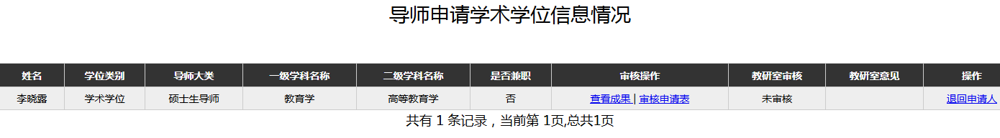 导师申请学术学位信息情况
姓名 学位类别 导师大类 一级学科名称 二级学科名称 是否兼职 审核操作 教研室审核 教研室意见 操作
李晓露 学术学位 硕士生导师 教育学 高等教育学 否 查看成果 | 审核申请表 未审核 退回申请人
共有 1 条记录，当前第 1页,总共1页